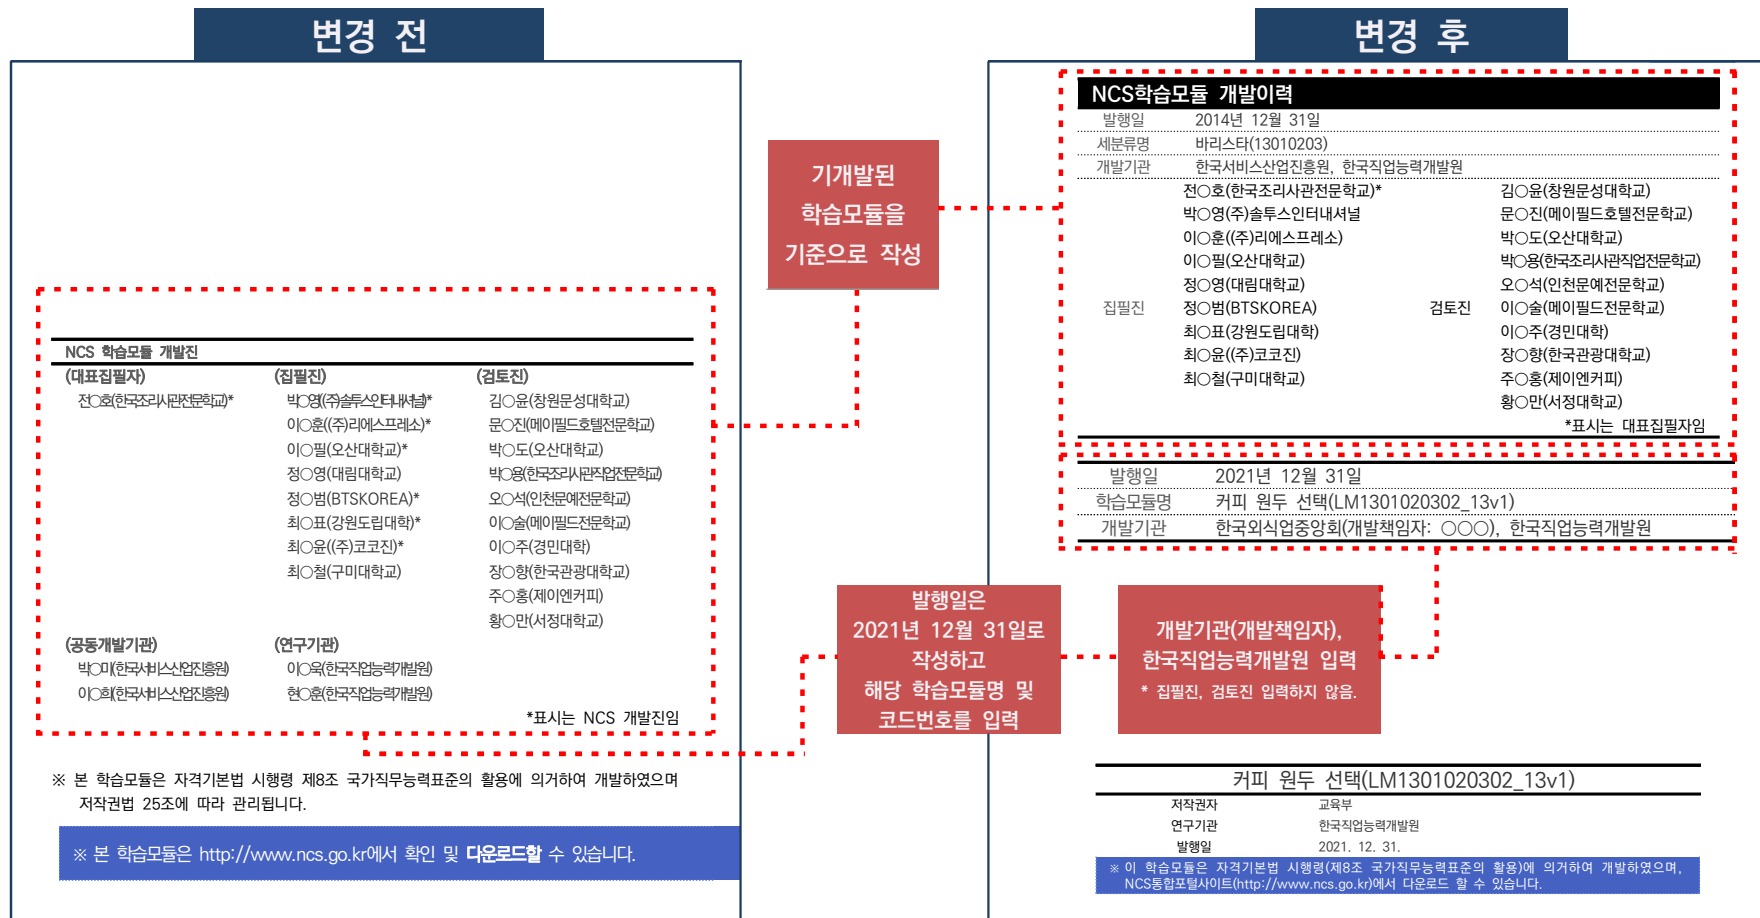 변경 전
NCS 학습모듈 개발진
(대표집필자) (집필진) (검토진)
전○호(한국조리사관전문학교)* 박○영((주)솔투스인터내셔널)* 김○윤(창원문성대학교)
이○훈((주)리에스프레소)* 문○진(메이필드호텔전문학교)
이○필(오산대학교)* 박○도(오산대학교)
정○영(대림대학교) 박○용(한국조리사관직업전문학교)
정○범(BTSKOREA)* 오○석(인천문예전문학교)
최○표(강원도립대학)* 이○술(메이필드전문학교)
최○윤((주)코코진)* 이○주(경민대학)
최○철(구미대학교) 장○향(한국관광대학교)
주○홍(제이엔커피)
황○만(서정대학교)
(공동개발기관) (연구기관)
박○미(한국서비스산업진흥원) 이○욱(한국직업능력개발원)
이○희(한국서비스산업진흥원) 현○훈(한국직업능력개발원)
*표시는 NCS 개발진임
※ 본 학습모듈은 자격기본법 시행령 제8조 국가직무능력표준의 활용에 의거하여 개발하였으며
저작권법 25조에 따라 관리됩니다.
※ 본 학습모듈은 http://www.ncs.go.kr에서 확인 및 다운로드할 수 있습니다.
기개발된
학습모듈을
기준으로 작성
발행일은
2021년 12월 31일로
작성하고
해당 학습모듈명 및
코드번호를 입력
개발기관(개발책임자),
한국직업능력개발원 입력
* 집필진, 검토진 입력하지 않음.
변경 후
NCS학습모듈 개발이력
발행일 2014년 12월 31일
세분류명 바리스타(13010203)
개발기관 한국서비스산업진흥원, 한국직업능력개발원
전○호(한국조리사관전문학교)* 김○윤(창원문성대학교)
박○영(주)솔투스인터내셔널 문○진(메이필드호텔전문학교)
이○훈((주)리에스프레소) 박○도(오산대학교)
이○필(오산대학교) 박○용(한국조리사관직업전문학교)
정○영(대림대학교) 오○석(인천문예전문학교)
집필진 정○범(BTSKOREA) 검토진 이○술(메이필드전문학교)
최○표(강원도립대학) 이○주(경민대학)
최○윤((주)코코진) 장○향(한국관광대학교)
최○철(구미대학교) 주○홍(제이엔커피)
황○만(서정대학교)
*표시는 대표집필자임
발행일 2021년 12월 31일
학습모듈명 커피 원두 선택(LM1301020302_13v1)
개발기관 한국외식업중앙회(개발책임자: ○○○), 한국직업능력개발원
커피 원두 선택(LM1301020302_13v1)
저작권자 교육부
연구기관 한국직업능력개발원
발행일 2021. 12. 31.
※ 이 학습모듈은 자격기본법 시행령(제8조 국가직무능력표준의 활용)에 의거하여 개발하였으며,
NCS통합포털사이트(http://www.ncs.go.kr)에서 다운로드 할 수 있습니다.